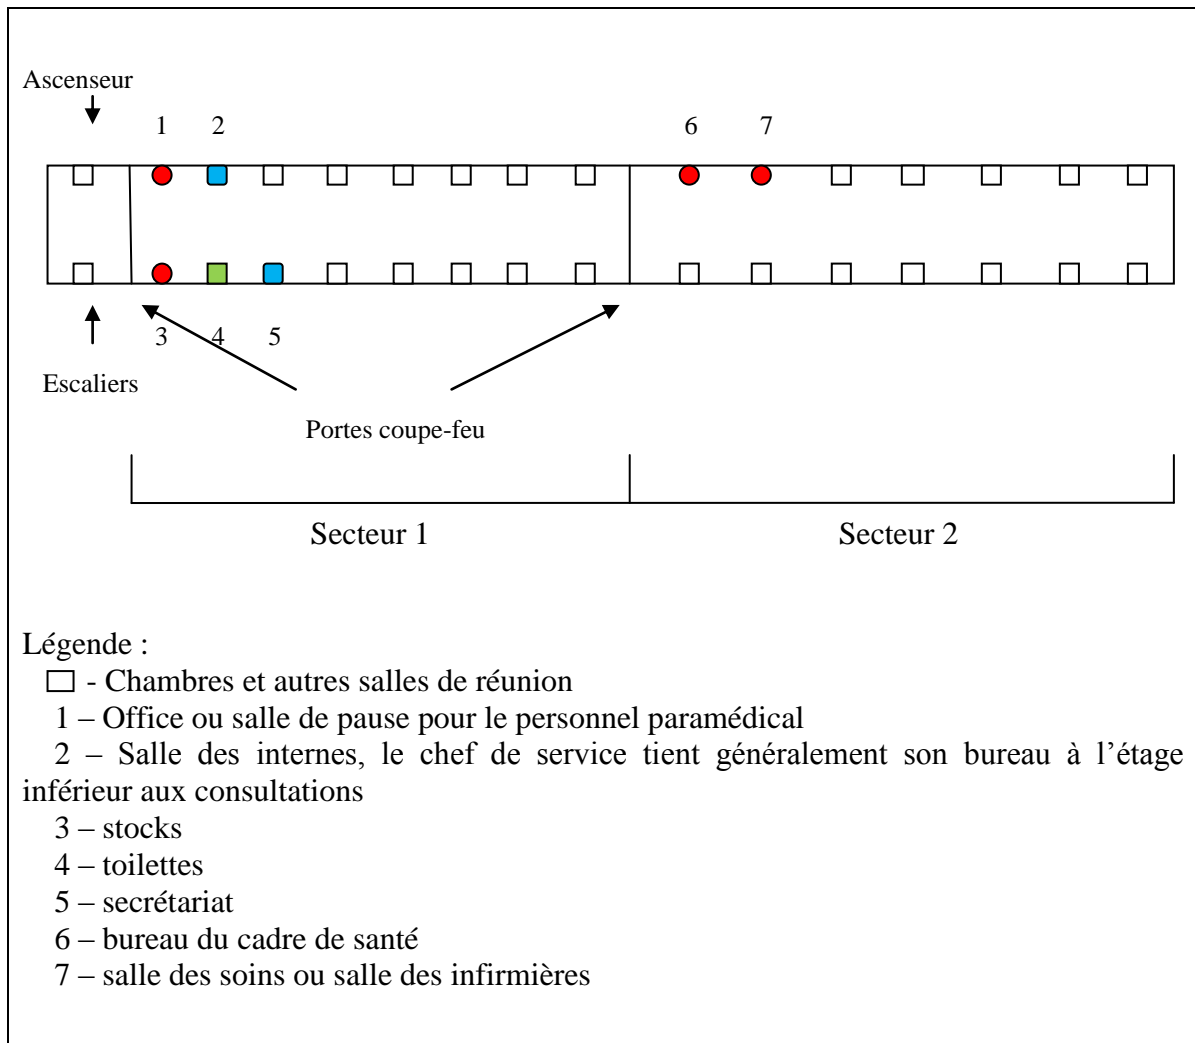 Ascenseur
1 2 6 7
3 4 5
Escaliers
Portes coupe-feu
Secteur 1 Secteur 2
Légende :
- Chambres et autres salles de réunion
1 – Office ou salle de pause pour le personnel paramédical
2 – Salle des internes, le chef de service tient généralement son bureau à l’étage
inférieur aux consultations
3 – stocks
4 – toilettes
5 – secrétariat
6 – bureau du cadre de santé
7 – salle des soins ou salle des infirmières